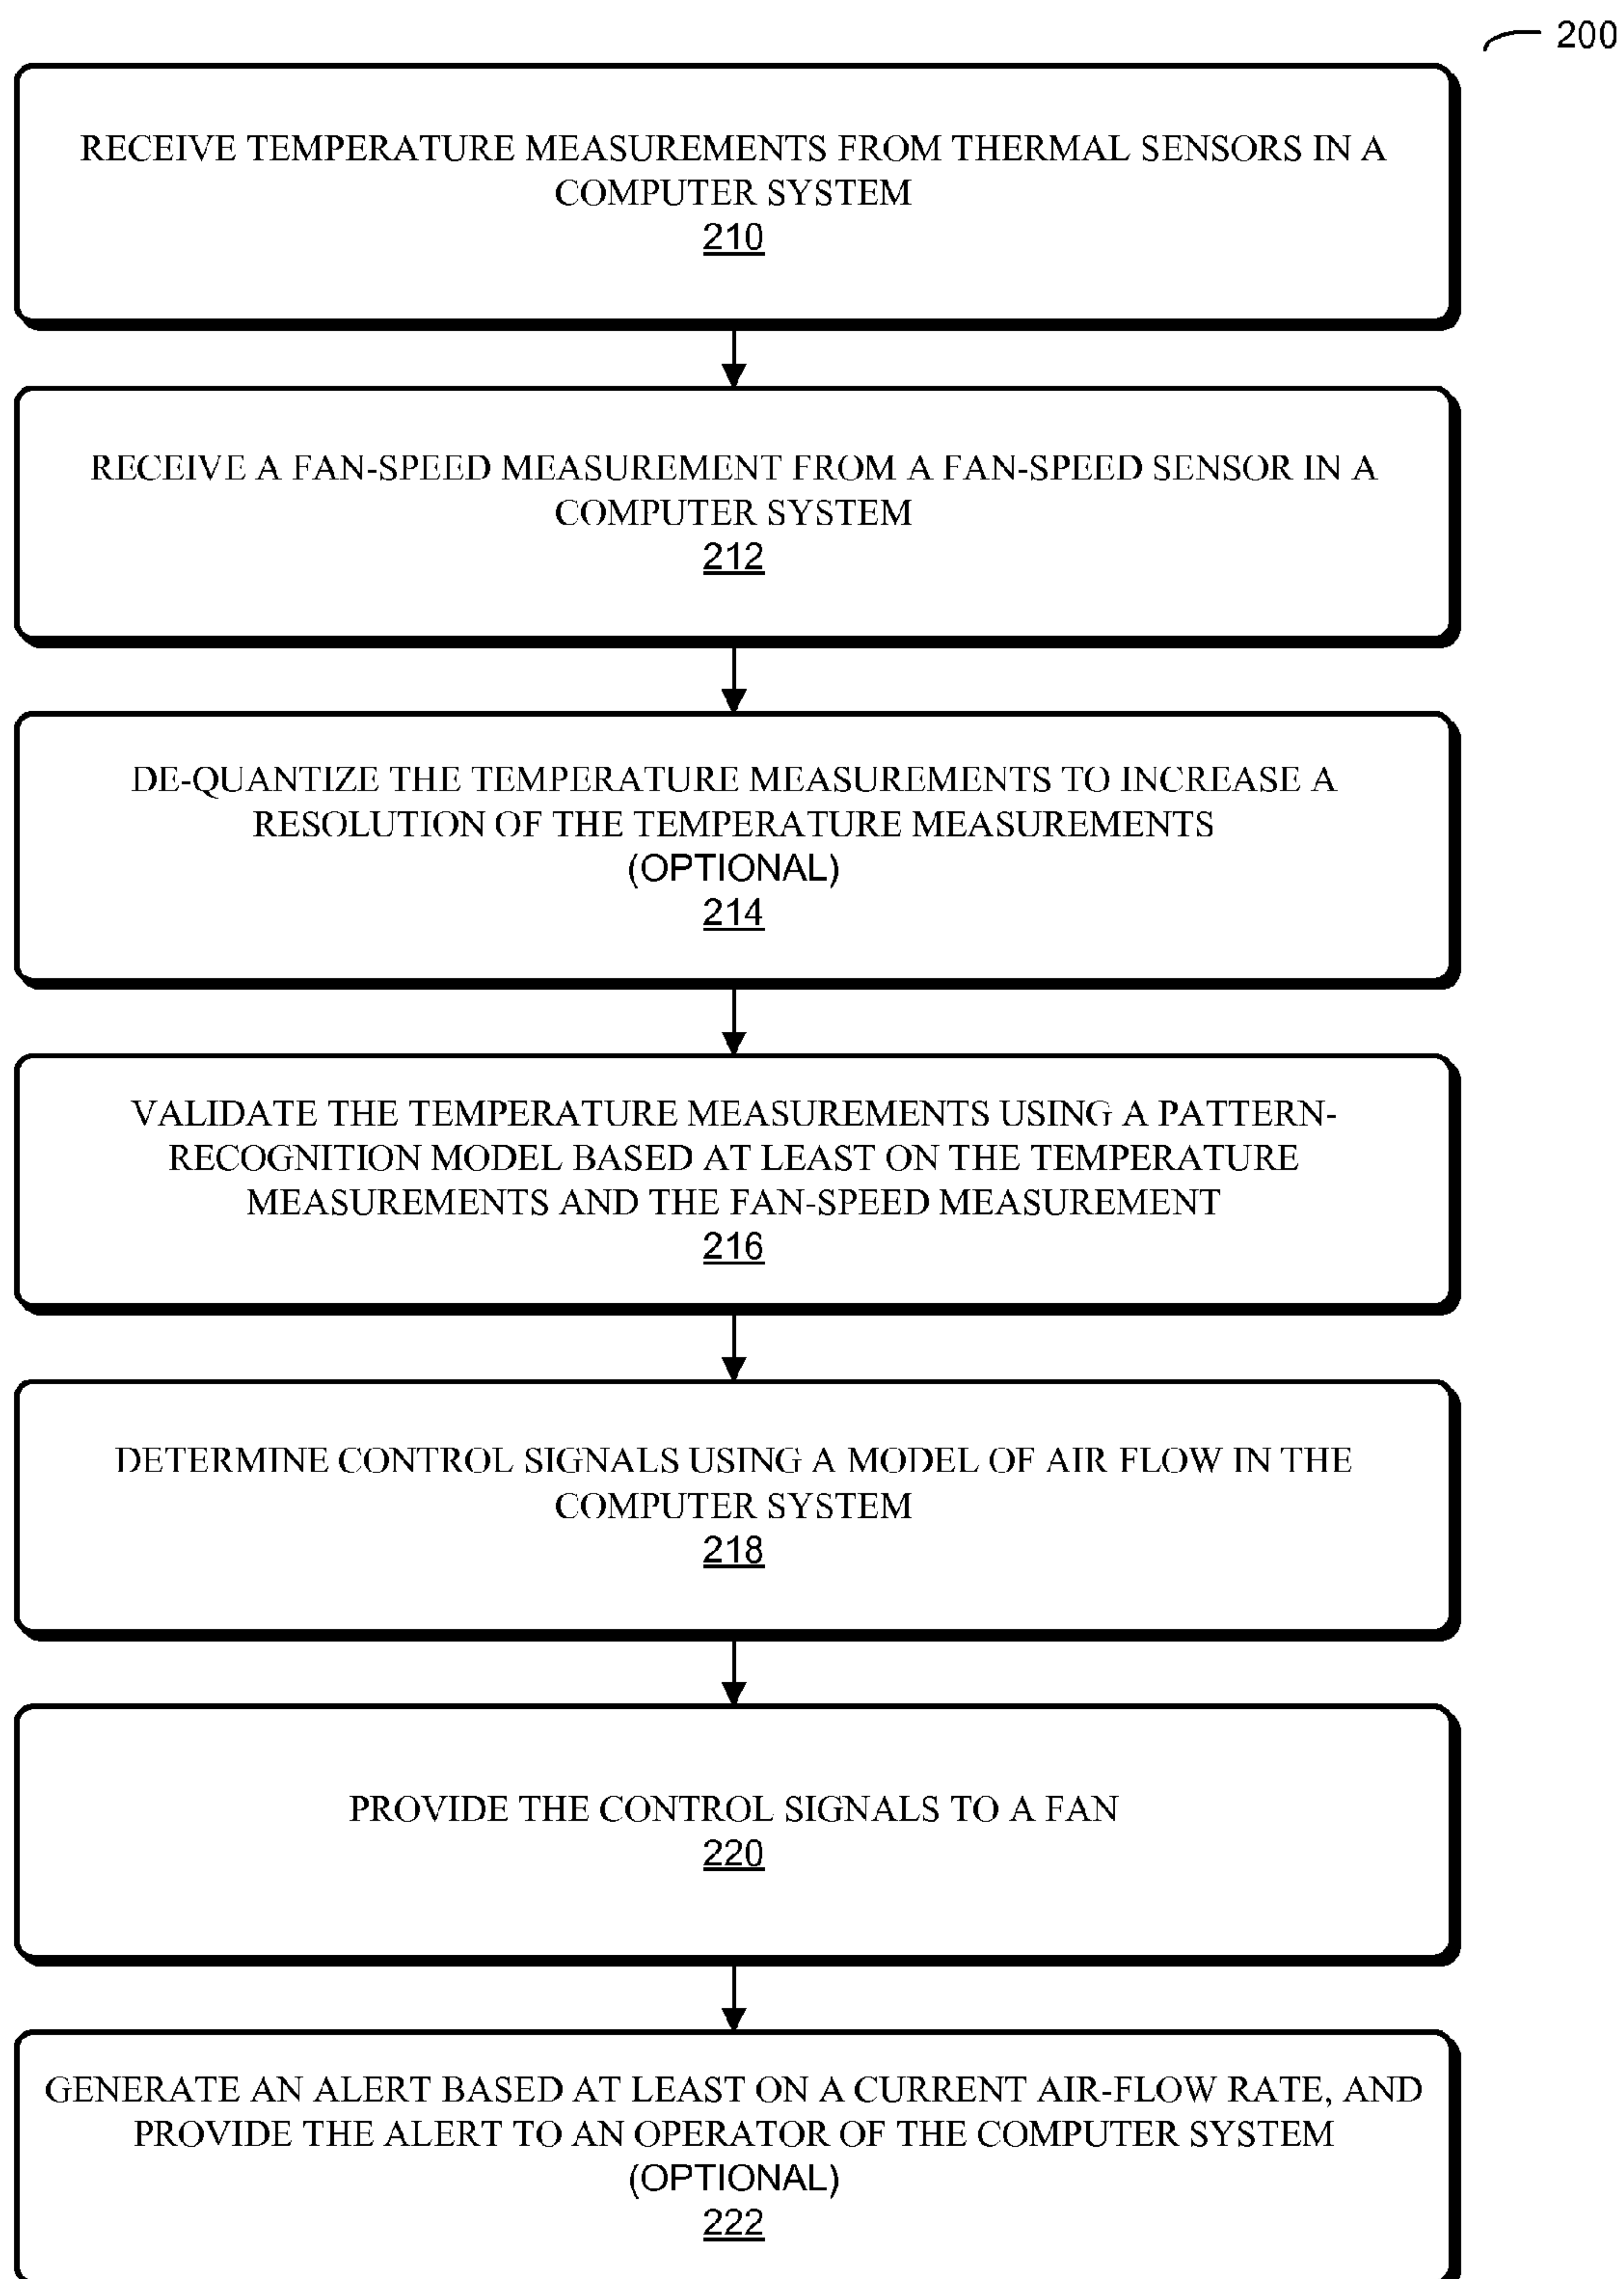 200
RECEIVE TEMPERATURE MEASUREMENTS FROM THERMAL SENSORS IN A
COMPUTER SYSTEM
210
RECEIVE A FAN-SPEED MEASUREMENT FROM A FAN-SPEED SENSOR IN A
COMPUTER SYSTEM
212
DE-QUANTIZE THE TEMPERATURE MEASUREMENTS TO INCREASE A
RESOLUTION OF THE TEMPERATURE MEASUREMENTS
(OPTIONAL)
214
VALIDATE THE TEMPERATURE MEASUREMENTS USING A PATTERN-
RECOGNITION MODEL BASED AT LEAST ON THE TEMPERATURE
MEASUREMENTS AND THE FAN-SPEED MEASUREMENT
216
DETERMINE CONTROL SIGNALS USING A MODEL OF AIR FLOW IN THE
COMPUTER SYSTEM
218
PROVIDE THE CONTROL SIGNALS TO A FAN
220
GENERATE AN ALERT BASED AT LEAST ON A CURRENT AIR-FLOW RATE, AND
PROVIDE THE ALERT TO AN OPERATOR OF THE COMPUTER SYSTEM
(OPTIONAL)
222